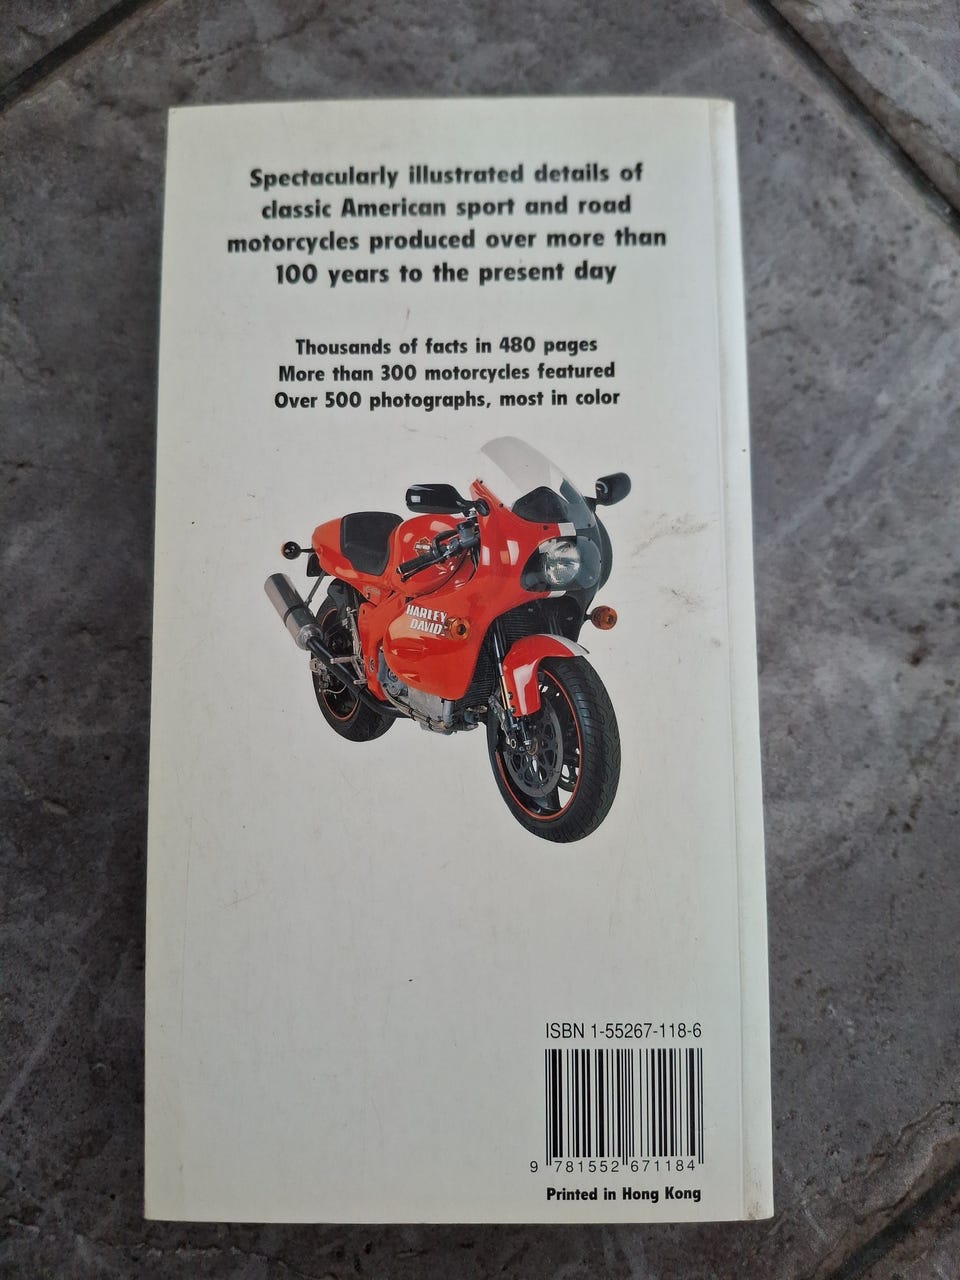 Spectacularly illustrated details of
classic American sport and road
motorcycles produced over more than
100 years to the present day
Thousands of facts in 480 pages
More than 300 motorcycles featured
Over 500 photographs, most in color
HARLEY
DAVID
ISBN 1-55267-118-6
9 781552 671184
Printed in Hong Kong